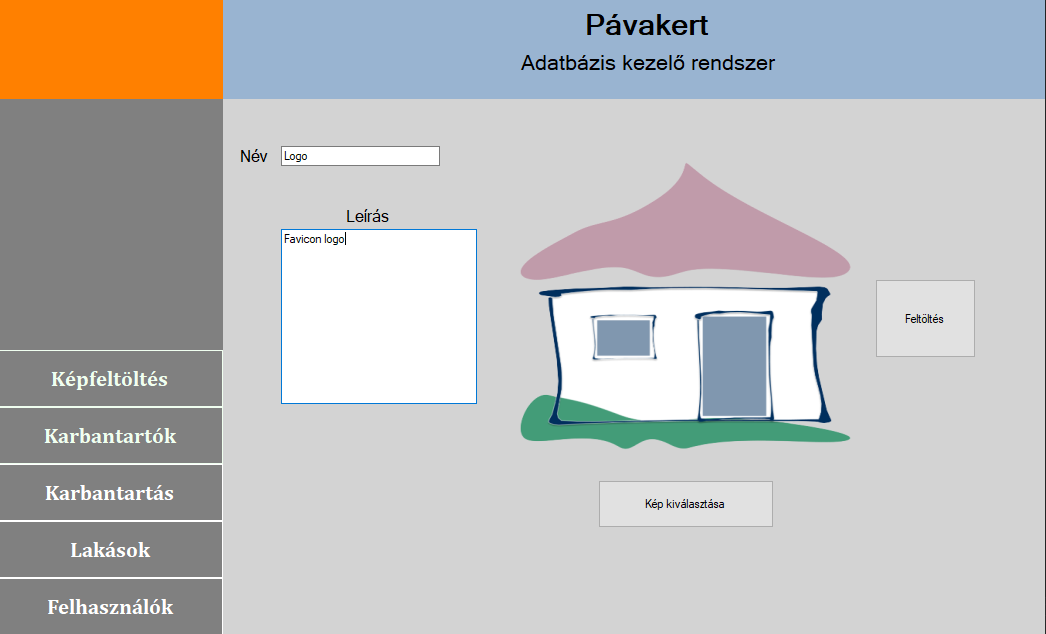 Pávakert
Adatbázis kezelő rendszer
Név
Logo
Leírás
Favicon logo
Feltöltés
Kép kiválasztása
Képfeltöltés
Karbantartók
Karbantartás
Lakások
Felhasználók